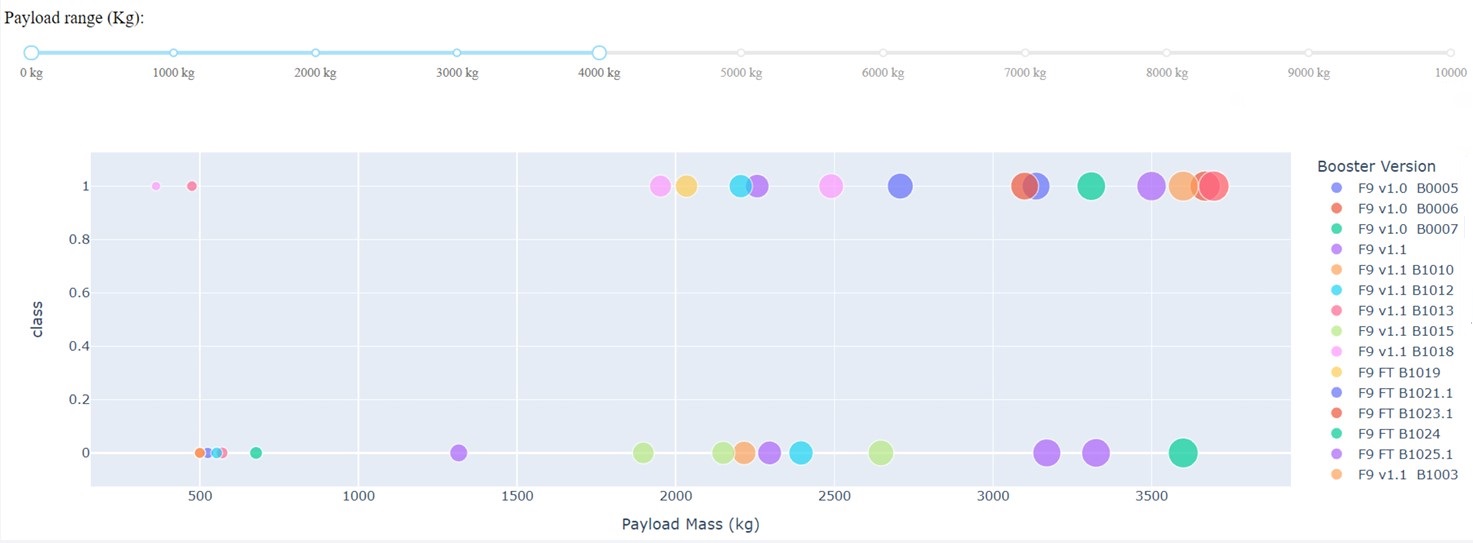 Payload range (Kg):
0 kg 1000 kg 2000 kg 3000 kg 4000 kg 5000 kg 6000 kg 7000 kg 8000 kg 9000 kg 10000
class
1
0.8
0.6
0.4
0.2
0
500 1000 1500 2000 2500 3000 3500
Payload Mass (kg)
Booster Version
F9 v1.0  B0005
F9 v1.0  B0006
F9 v1.0  B0007
F9 v1.1
F9 v1.1 B1010
F9 v1.1 B1012
F9 v1.1 B1013
F9 v1.1 B1015
F9 v1.1 B1018
F9 FT B1019
F9 FT B1021.1
F9 FT B1023.1
F9 FT B1024
F9 FT B1025.1
F9 v1.1  B1003